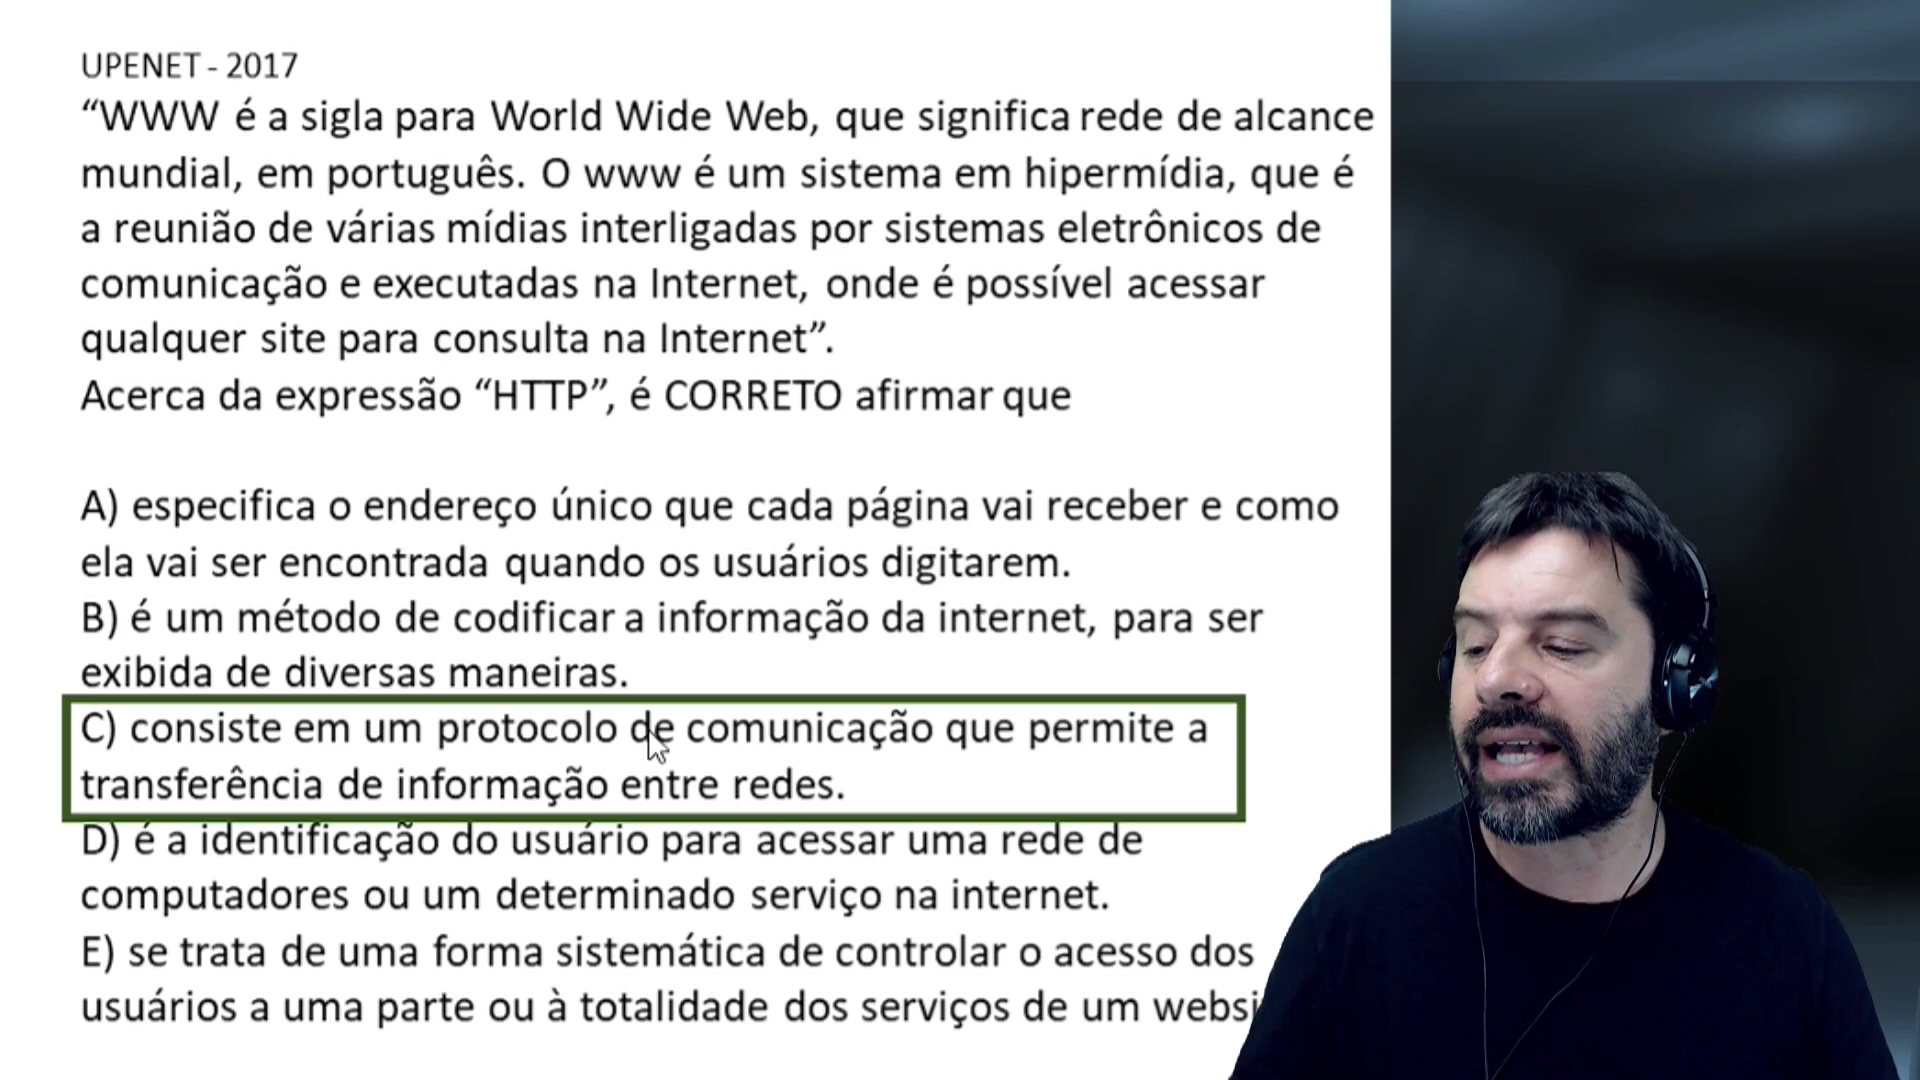 UPENET - 2017
“WWW é a sigla para World Wide Web, que significa rede de alcance
mundial, em português. O www é um sistema em hipermídia, que é
a reunião de várias mídias interligadas por sistemas eletrônicos de
comunicação e executadas na Internet, onde é possível acessar
qualquer site para consulta na Internet”.
Acerca da expressão “HTTP”, é CORRETO afirmar que
A) especifica o endereço único que cada página vai receber e como
ela vai ser encontrada quando os usuários digitarem.
B) é um método de codificar a informação da internet, para ser
exibida de diversas maneiras.
C) consiste em um protocolo de comunicação que permite a
transferência de informação entre redes.
D) é a identificação do usuário para acessar uma rede de
computadores ou um determinado serviço na internet.
E) se trata de uma forma sistemática de controlar o acesso dos
usuários a uma parte ou à totalidade dos serviços de um websi